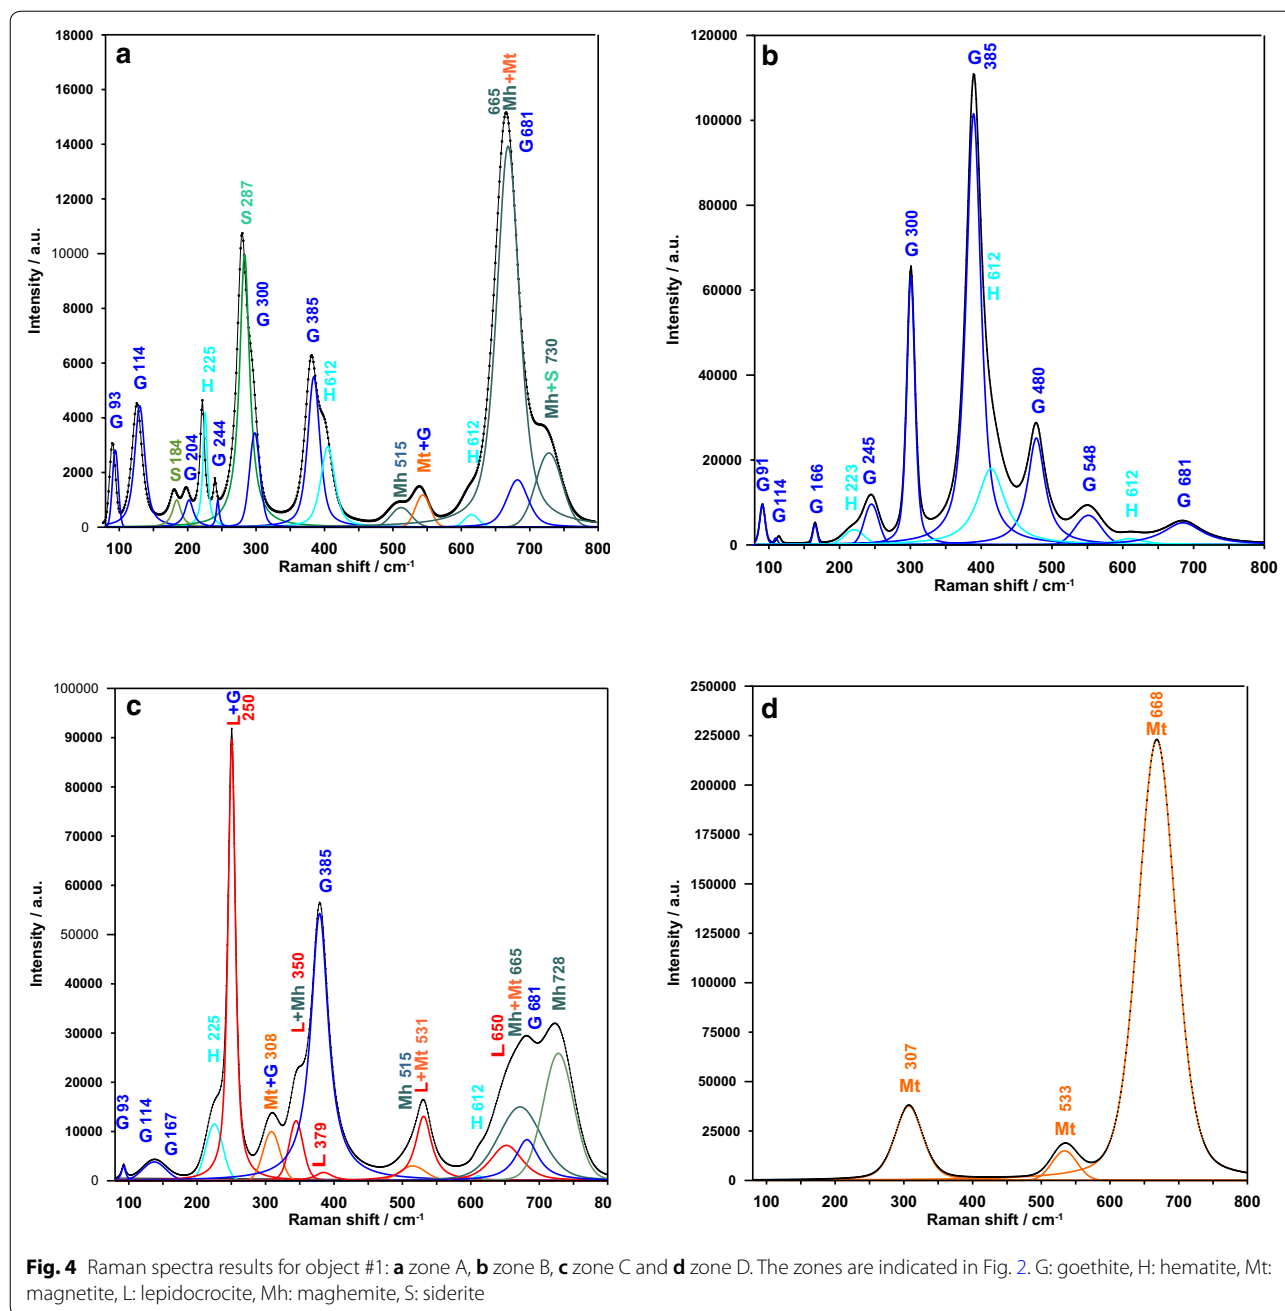 a
18000
16000
14000
12000
10000
8000
6000
4000
2000
0
Intensity / a.u.
G 93
G 114
S 184
G 204
H 225
G 244
S 287
G 300
G 385
H 612
Mh 515
Mt+G
H 612
665 Mh+Mt
G 681
Mh+S 730
100 200 300 400 500 600 700 800
Raman shift / cm-1
b
120000
100000
80000
60000
40000
20000
0
Intensity / a.u.
G 91
G 114
G 166
H 223
G 245
G 300
G 385
H 612
G 480
G 548
H 612
G 681
100 200 300 400 500 600 700 800
Raman shift / cm-1
c
100000
90000
80000
70000
60000
50000
40000
30000
20000
10000
0
Intensity / a.u.
G 93
G 114
G 167
H 225
L+G 250
Mt+G 308
L+Mh 350
L 379
G 385
Mh 515
L+Mt 531
H 612
L 650
Mh+Mt 665
G 681
Mh 728
100 200 300 400 500 600 700 80
Raman shift / cm-1
d
250000
225000
200000
175000
150000
125000
100000
75000
50000
25000
0
Intensity / a.u.
307
Mt
533
Mt
668
Mt
100 200 300 400 500 600 700 800
Raman shift / cm-1
Fig. 4 Raman spectra results for object #1: a zone A, b zone B, c zone C and d zone D. The zones are indicated in Fig. 2. G: goethite, H: hematite, Mt:
magnetite, L: lepidocrocite, Mh: maghemite, S: siderite